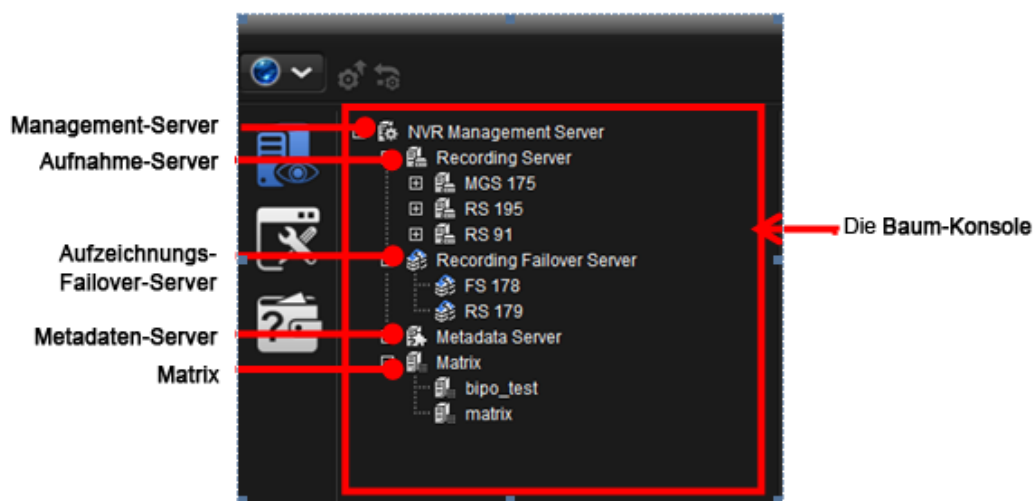 Management-Server
Aufnahme-Server
Aufzeichnungs-
Failover-Server
Metadaten-Server
Matrix
NVR Management Server
Recording Server
MGS 175
RS 195
RS 91
Recording Failover Server
FS 178
RS 179
Metadata Server
Matrix
bipo_test
matrix
Die Baum-Konsole